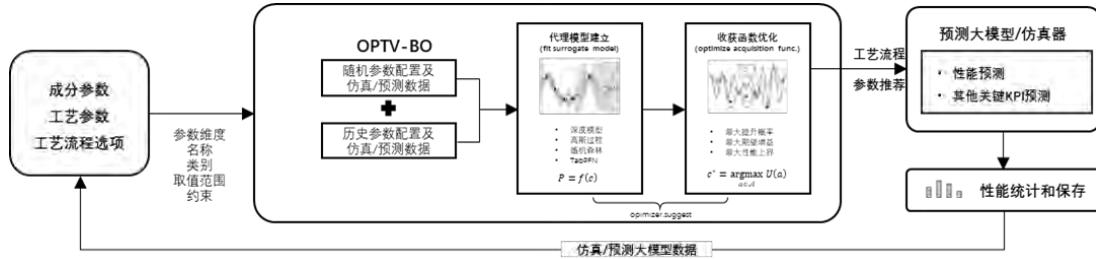 成分参数
工艺参数
工艺流程选项
参数维度
名称
类别
取值范围
约束
OPTV-BO
随机参数配置及
仿真/预测数据
历史参数配置及
仿真/预测数据
代理模型建立
(fit surrogate model)
深度模型
高斯过程
随机森林
TabPFN
P = f(c)
收获函数优化
(optimize acquisition func.)
最大提升概率
最大期望增益
最大性能上界
c* = argmax U(a)
opimizer.suggest
工艺流程
参数推荐
预测大模型/仿真器
性能预测
其他关键KPI预测
性能统计和保存
仿真/预测大模型数据